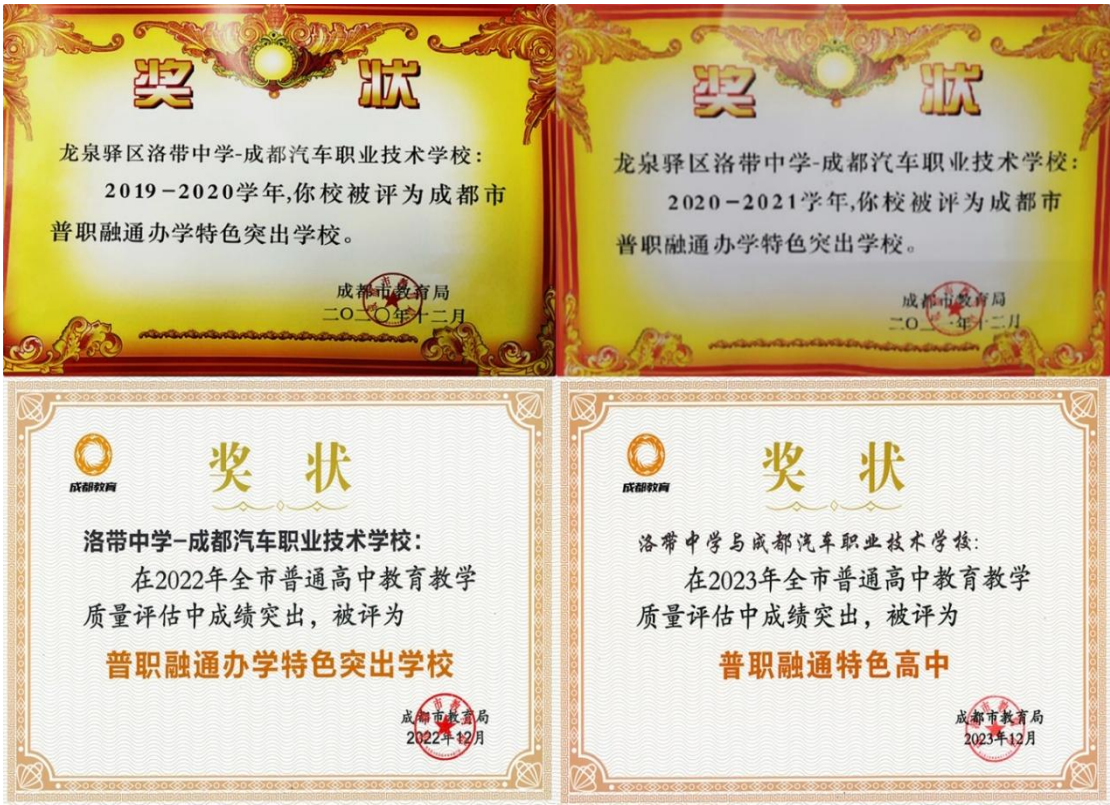 奖 状
龙泉驿区洛带中学-成都汽车职业技术学校：
2019-2020学年,你校被评为成都市
普职融通办学特色突出学校。
成都市教育局
二〇二〇年十二月
奖 状
龙泉驿区洛带中学-成都汽车职业技术学校：
2020-2021学年,你校被评为成都市
普职融通办学特色突出学校。
成都市教育局
二〇二一年十二月
成都教育
奖 状
洛带中学-成都汽车职业技术学校：
在2022年全市普通高中教育教学
质量评估中成绩突出，被评为
普职融通办学特色突出学校
成都市教育局
2022年12月
成都教育
奖 状
洛带中学与成都汽车职业技术学校：
在2023年全市普通高中教育教学
质量评估中成绩突出，被评为
普职融通特色高中
成都市教育局
2023年12月